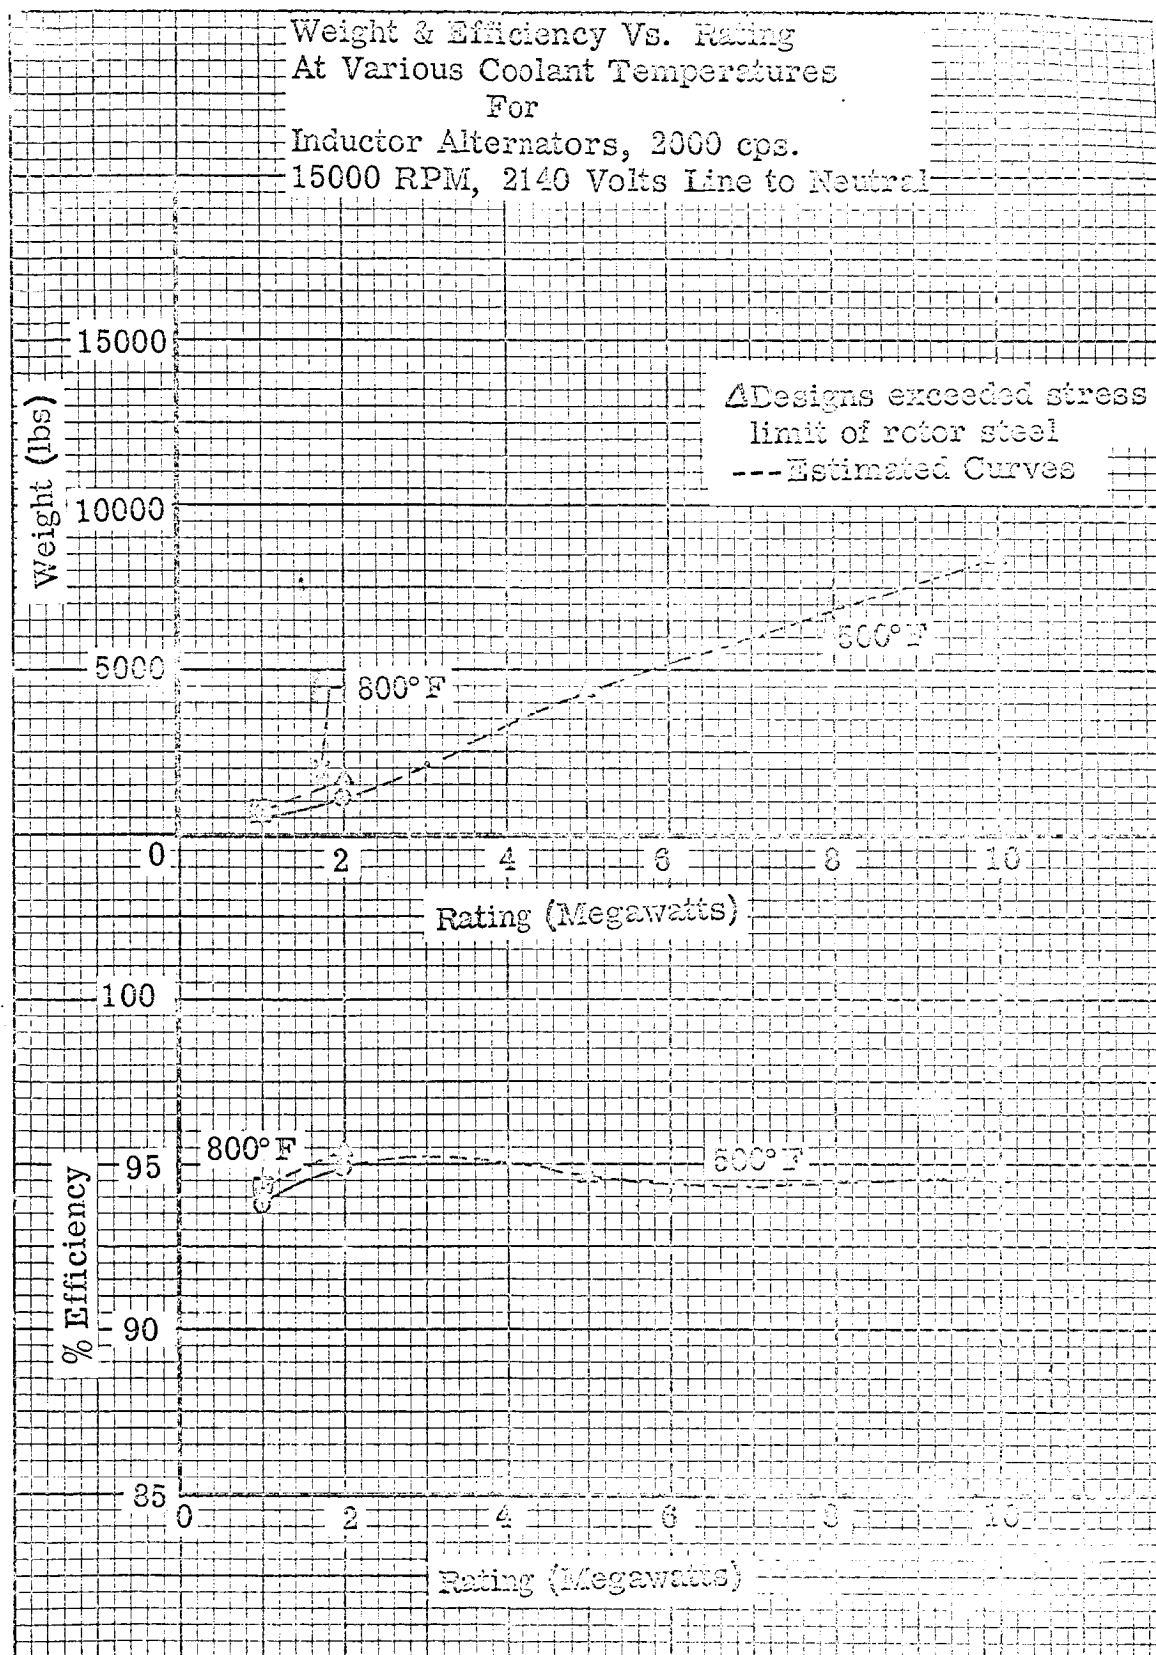 Weight & Efficiency Vs. Rating
At Various Coolant Temperatures
For
Inductor Alternators, 2000 cps.
15000 RPM, 2140 Volts Line to Neutral
15000
ΔDesigns exceeded stress
limit of rotor steel
---Estimated Curves
Weight (lbs)
10000
5000
800°F
0
2
4
6
8
10
Rating (Megawatts)
100
800°F
95
% Efficiency
90
85
0
2
4
6
8
10
Rating (Megawatts)